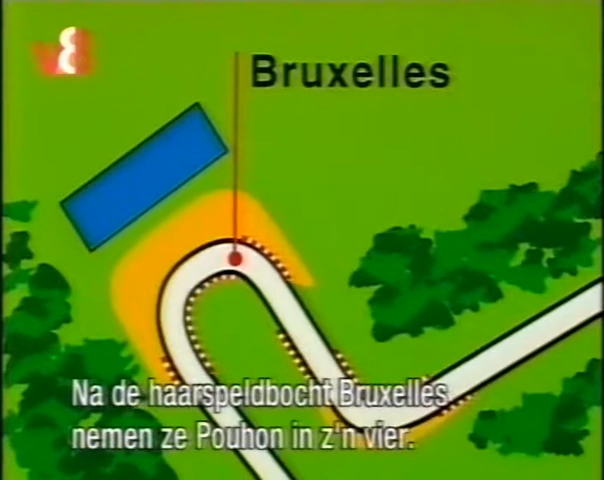 Bruxelles
Na de haarspeldbocht Bruxelles
nemen ze Pouhon in z'n vier.